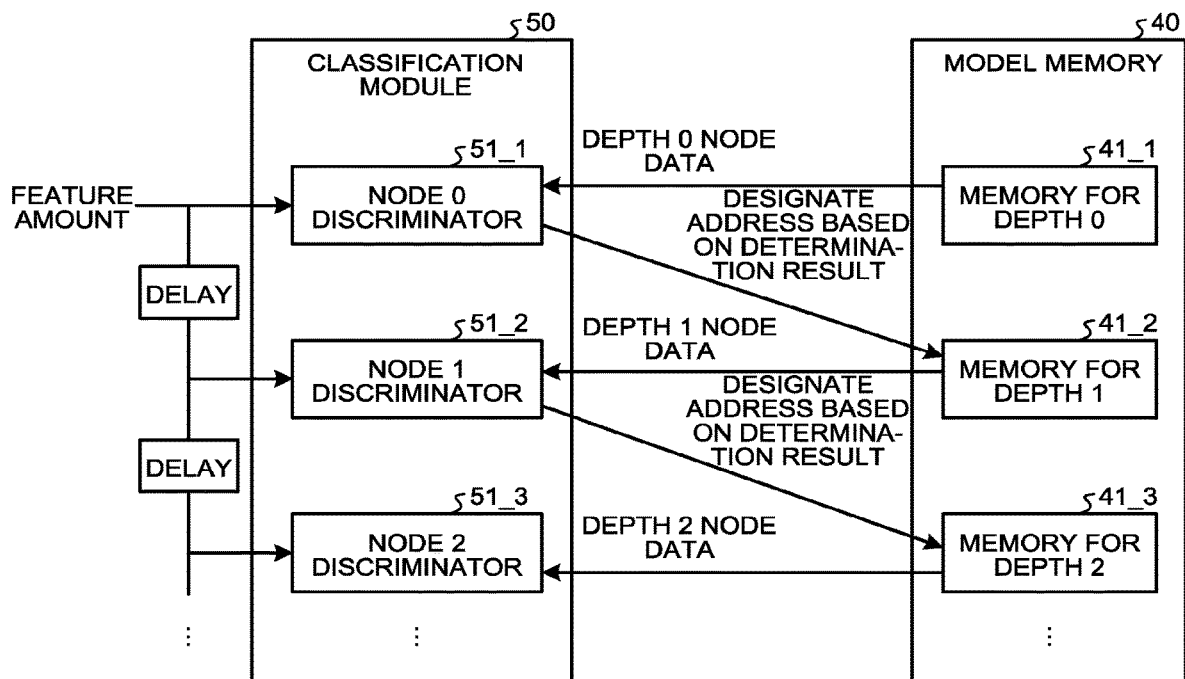 50
40
CLASSIFICATION
MODULE
MODEL MEMORY
51_1
DEPTH 0 NODE
DATA
41_1
FEATURE
AMOUNT
NODE 0
DISCRIMINATOR
DESIGNATE
ADDRESS BASED
ON DETERMINA-
TION RESULT
MEMORY FOR
DEPTH 0
DELAY
51_2
DEPTH 1 NODE
DATA
41_2
NODE 1
DISCRIMINATOR
DESIGNATE
ADDRESS BASED
ON DETERMINA-
TION RESULT
MEMORY FOR
DEPTH 1
DELAY
51_3
DEPTH 2 NODE
DATA
41_3
NODE 2
DISCRIMINATOR
MEMORY FOR
DEPTH 2